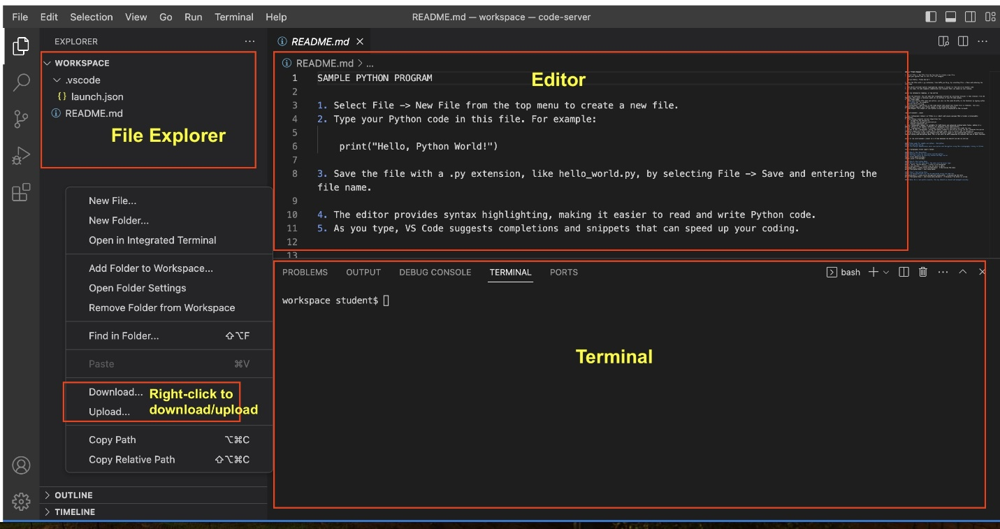 File Edit Selection View Go Run Terminal Help README.md — workspace — code-server
EXPLORER
WORKSPACE
.vscode
{} launch.json
README.md
File Explorer
New File...
New Folder...
Open in Integrated Terminal
Add Folder to Workspace...
Open Folder Settings
Remove Folder from Workspace
Find in Folder... ⇧⌥F
Paste ⌘V
Download...
Upload...
Right-click to
download/upload
Copy Path ⌥⌘C
Copy Relative Path ⇧⌥⌘C
OUTLINE
TIMELINE
README.md
README.md > ...
Editor
1 SAMPLE PYTHON PROGRAM
2
3 1. Select File -> New File from the top menu to create a new file.
4 2. Type your Python code in this file. For example:
5
6 print("Hello, Python World!")
7
8 3. Save the file with a .py extension, like hello_world.py, by selecting File -> Save and entering the
file name.
9
10 4. The editor provides syntax highlighting, making it easier to read and write Python code.
11 5. As you type, VS Code suggests completions and snippets that can speed up your coding.
12
13
PROBLEMS OUTPUT DEBUG CONSOLE TERMINAL PORTS bash
workspace student$
Terminal